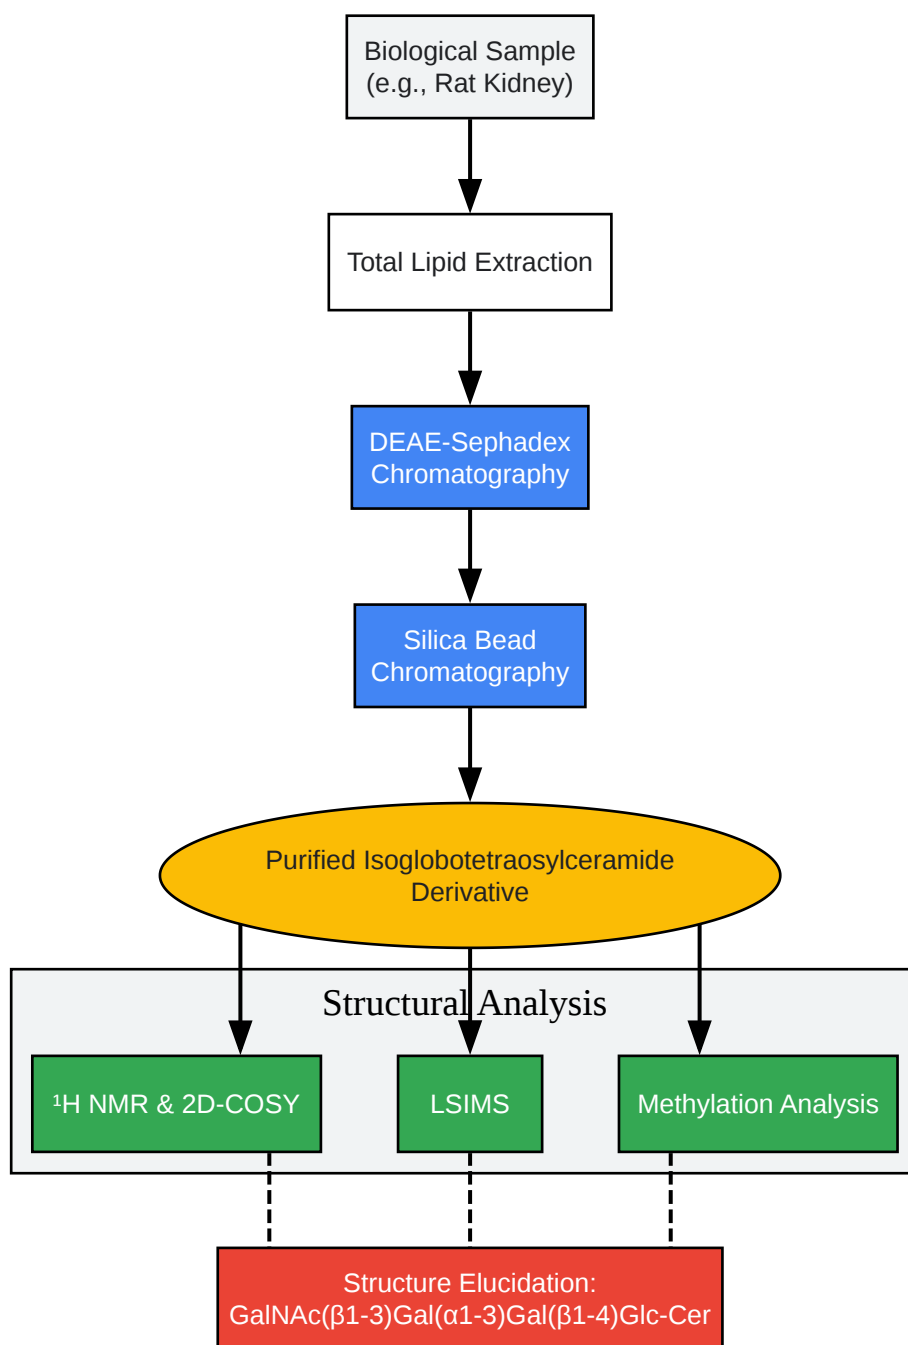 Biological Sample
(e.g., Rat Kidney)
Total Lipid Extraction
DEAE-Sephadex
Chromatography
Silica Bead
Chromatography
Purified Isoglobotetraosylceramide
Derivative
Structural Analysis
¹H NMR & 2D-COSY
LSIMS
Methylation Analysis
Structure Elucidation:
GalNAc(β1-3)Gal(α1-3)Gal(β1-4)Glc-Cer